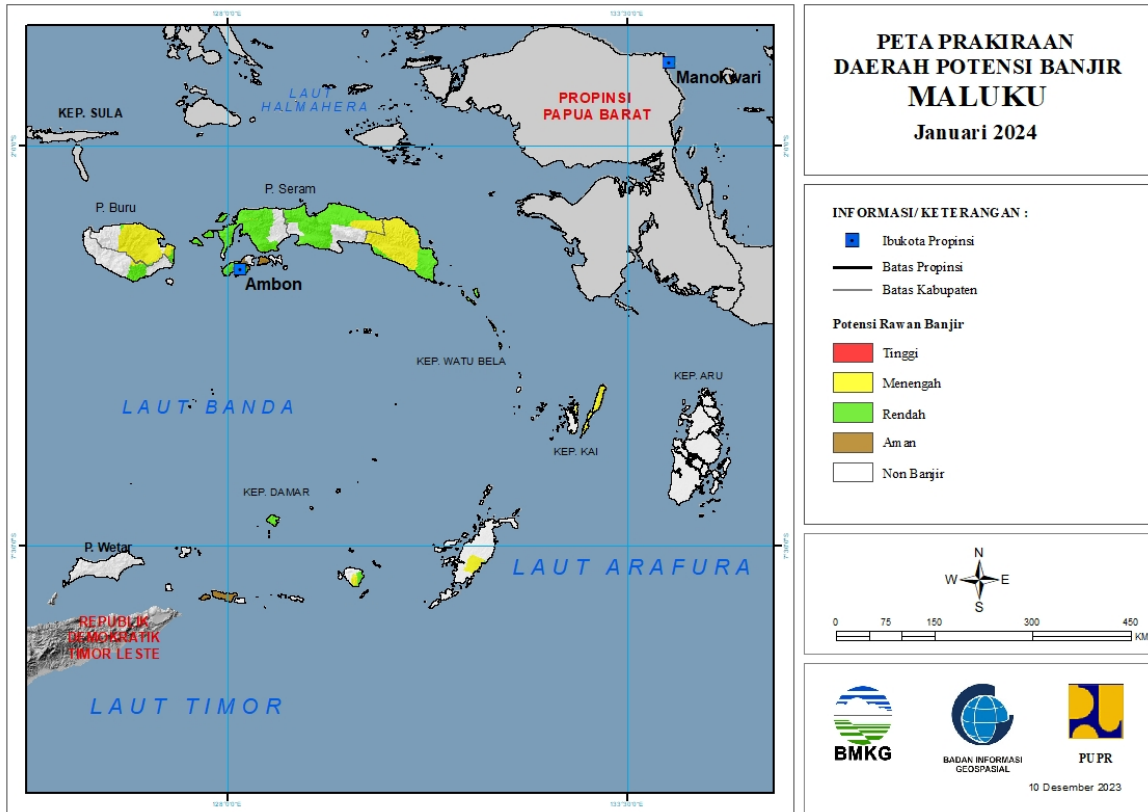 PETA PRAKIRAAN
DAERAH POTENSI BANJIR
MALUKU
Januari 2024
INFORMASI/ KETERANGAN :
Ibukota Propinsi
Batas Propinsi
Batas Kabupaten
Potensi Rawan Banjir
Tinggi
Menengah
Rendah
Aman
Non Banjir
N
W E
S
0 75 150 300 450
KM
BMKG
BADAN INFORMASI
GEOSPASIAL
PUPR
10 Desember 2023
Manokwari
LAUT
HALMAHERA
PROPINSI
PAPUA BARAT
KEP. SULA
P. Seram
P. Buru
Ambon
KEP. WATU BELA
KEP. ARU
LAUT BANDA
KEP. KAI
KEP. DAMAR
P. Wetar
LAUT ARAFURA
REPUBLIK
DEMOKRATIK
TIMOR LESTE
LAUT TIMOR